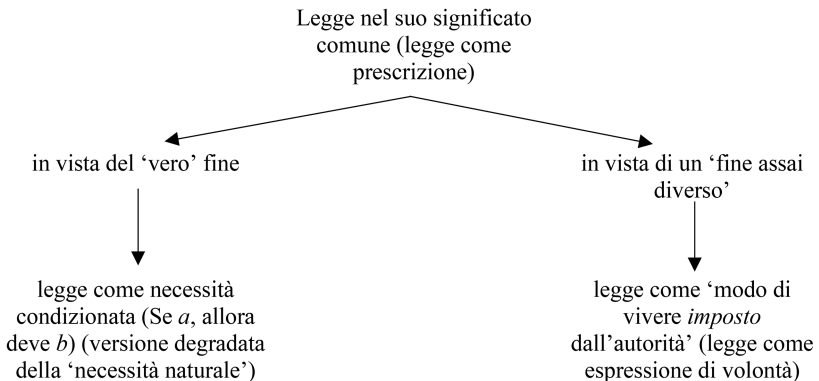 Legge nel suo significato
comune (legge come
prescrizione)
in vista del ‘vero’ fine
in vista di un ‘fine assai
diverso’
legge come necessità
condizionata (Se a, allora
deve b) (versione degradata
della ‘necessità naturale’)
legge come ‘modo di
vivere imposto
dall’autorità’ (legge come
espressione di volontà)